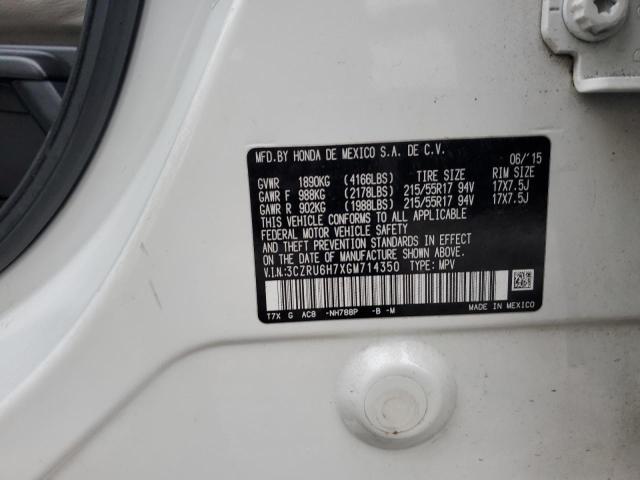 MFD.BY HONDA DE MEXICO S.A. DE C.V. 06/'15
GVWR 1890KG (4166LBS) TIRE SIZE RIM SIZE
GAWR F 988KG (2178LBS) 215/55R17 94V 17X7.5J
GAWR R 902KG (1988LBS) 215/55R17 94V 17X7.5J
THIS VEHICLE CONFORMS TO ALL APPLICABLE
FEDERAL MOTOR VEHICLE SAFETY
AND THEFT PREVENTION STANDARDS IN EFFECT
ON THE DATE OF MANUFACTURE SHOWN ABOVE.
V.I.N:3CZRU6H7XGM714350 TYPE: MPV
T7X G AC8 -NH788P -B -M MADE IN MEXICO